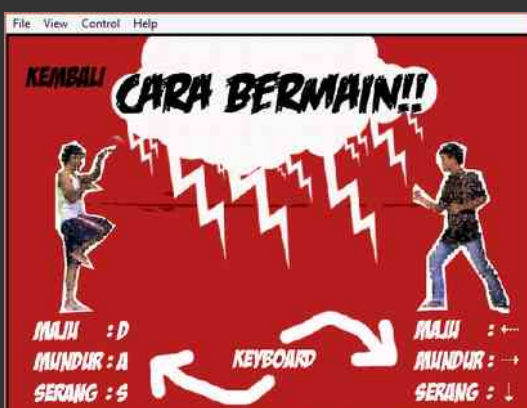 File View Control Help
KEMBALI
CARA BERMAIN!!
MAJU : D
MUNDUR : A
SERANG : S
KEYBOARD
MAJU : ←
MUNDUR : →
SERANG : ↓